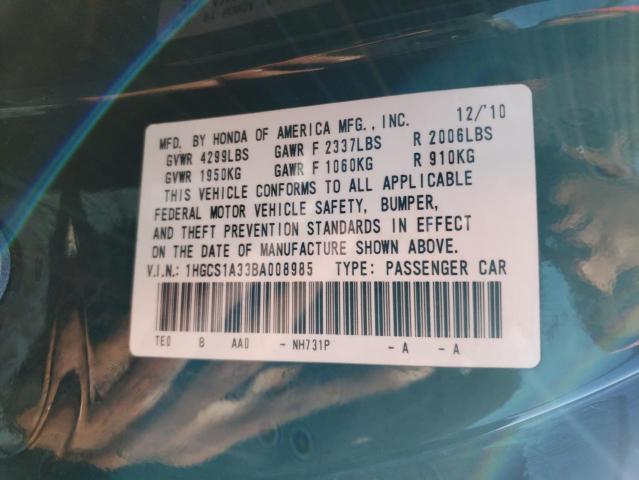 MFD. BY HONDA OF AMERICA MFG., INC. 12/'10
GVWR 4299LBS GAWR F 2337LBS R 2006LBS
GVWR 1950KG GAWR F 1060KG R 910KG
THIS VEHICLE CONFORMS TO ALL APPLICABLE
FEDERAL MOTOR VEHICLE SAFETY, BUMPER,
AND THEFT PREVENTION STANDARDS IN EFFECT
ON THE DATE OF MANUFACTURE SHOWN ABOVE.
V.I.N.: 1HGCS1A33BA008985 TYPE: PASSENGER CAR
TE0 B AA0 - NH731P - A - A